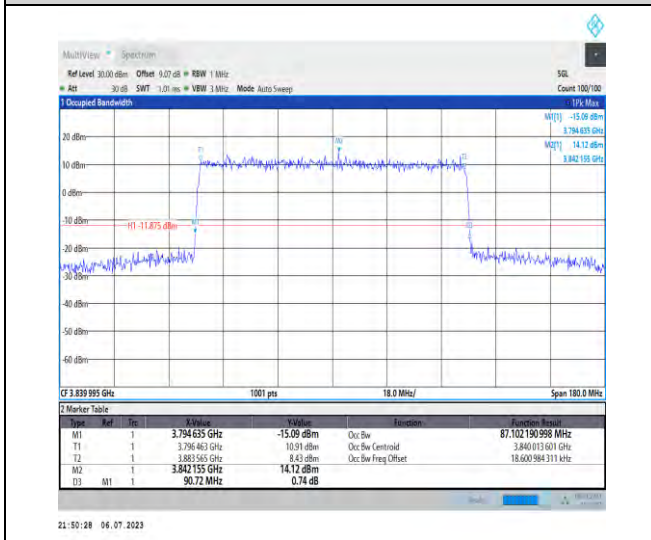 MultiView Spectrum
Ref Level 30.00 dBm Offset 9.07 dB RBW 1 MHz SGL
Att 30 dB SWT 1.01 ms VBW 3 MHz Mode Auto Sweep Count 100/100
1 Occupied Bandwidth 1Pk Max
M1[1] -15.09 dBm
3.794 635 GHz
M2[1] 14.12 dBm
3.842 155 GHz
20 dBm
M2
T1
10 dBm
0 dBm
-10 dBm
H1 -11.875 dBm
-20 dBm
-30 dBm
-40 dBm
-50 dBm
-60 dBm
CF 3.839 995 GHz 1001 pts 18.0 MHz/ Span 180.0 MHz
2 Marker Table
Type Ref Trc X-Value Y-Value Function Function Result
M1 1 3.794 635 GHz -15.09 dBm Occ Bw 87.102 190 998 MHz
T1 1 3.796 463 GHz 10.91 dBm Occ Bw Centroid 3.840 013 601 GHz
T2 1 3.883 565 GHz 8.43 dBm Occ Bw Freq Offset 18.600 984 311 kHz
M2 1 3.842 155 GHz 14.12 dBm
D3 M1 1 90.72 MHz 0.74 dB
21:50:28 06.07.2023